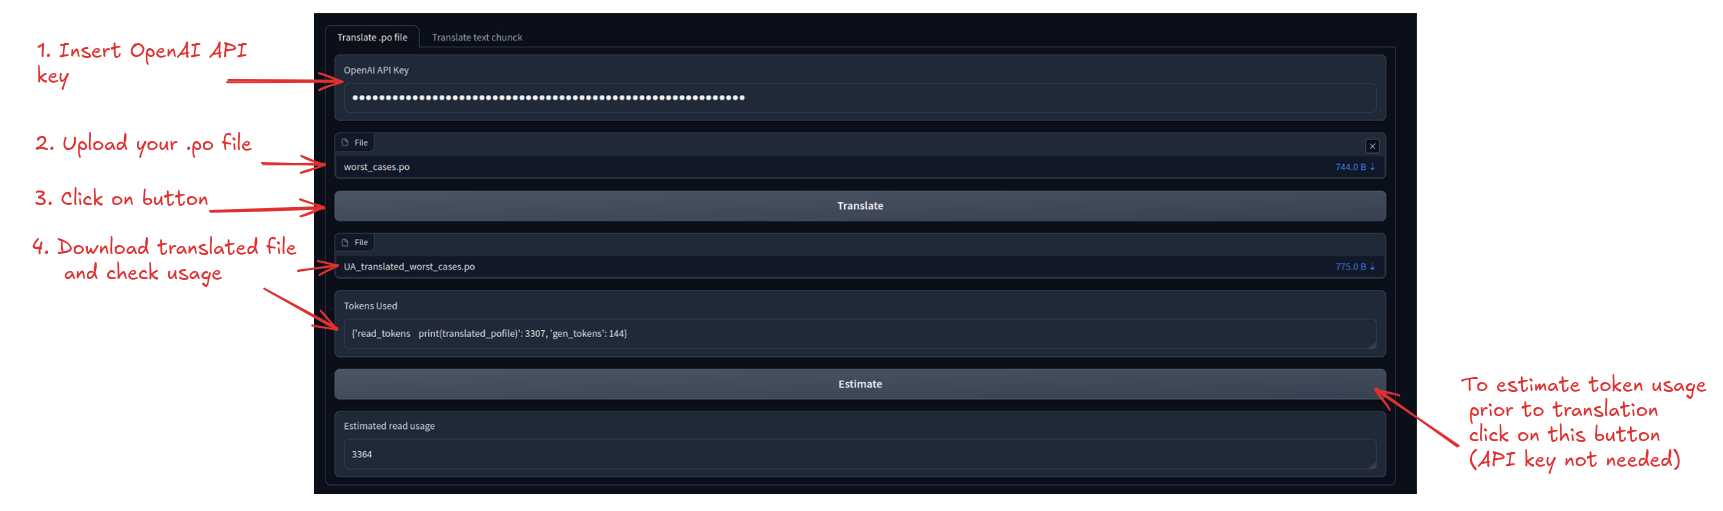 1. Insert OpenAI API
key
2. Upload your .po file
3. Click on button
4. Download translated file
and check usage
Translate .po file
Translate text chunck
OpenAI API Key
••••••••••••••••••••••••••••••••••••••••••••••••••••••••••
File
worst_cases.po
744.0 B ↓
Translate
File
UA_translated_worst_cases.po
775.0 B ↓
Tokens Used
{'read_tokens   print(translated_pofile)': 3307, 'gen_tokens': 144}
Estimate
Estimated read usage
3364
To estimate token usage
prior to translation
click on this button
(API key not needed)